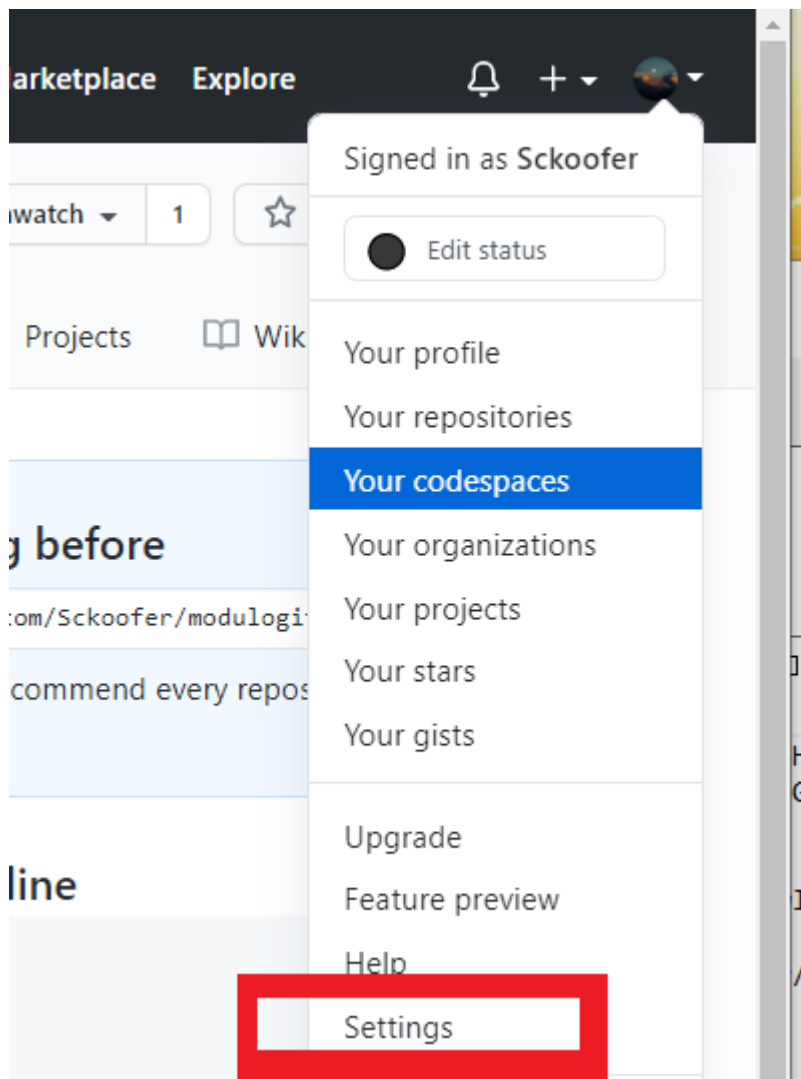 arketplace Explore
Signed in as Sckoofer
watch 1
Edit status
Projects Wik
Your profile
Your repositories
Your codespaces
before
Your organizations
com/Sckoofer/modulogi
Your projects
commend every repos
Your stars
Your gists
Upgrade
line
Feature preview
Help
Settings